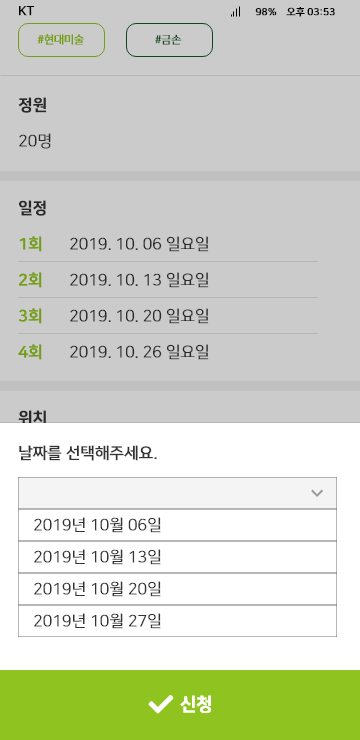 KT 98% 오후 03:53
#현대미술 #금손
정원
20명
일정
1회 2019. 10. 06 일요일
2회 2019. 10. 13 일요일
3회 2019. 10. 20 일요일
4회 2019. 10. 26 일요일
위치
날짜를 선택해주세요.
2019년 10월 06일
2019년 10월 13일
2019년 10월 20일
2019년 10월 27일
신청